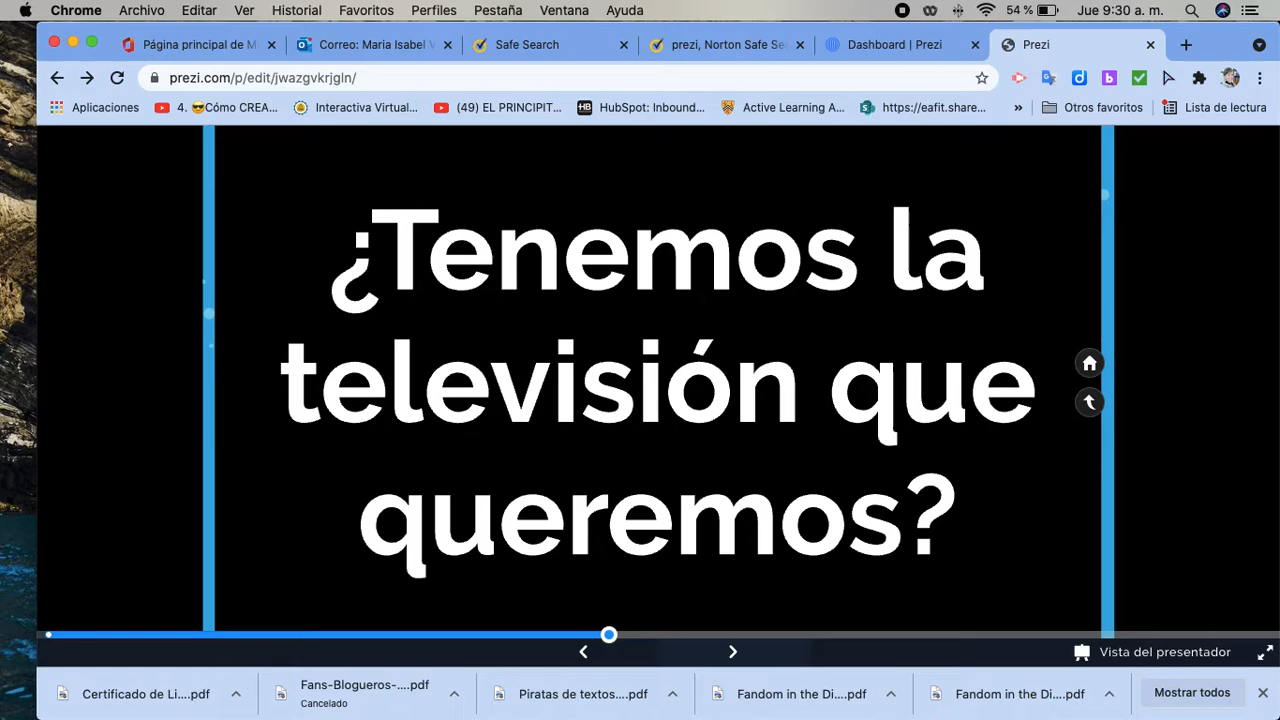 Chrome Archivo Editar Ver Historial Favoritos Perfiles Pestaña Ventana Ayuda 54 % Jue 9:30 a. m.
Página principal de M Correo: Maria Isabel V Safe Search prezi, Norton Safe Se Dashboard | Prezi Prezi
prezi.com/p/edit/jwazgvkrjgln/
Aplicaciones 4. 😎Cómo CREA... Interactiva Virtual... (49) EL PRINCIPIT... HubSpot: Inbound... Active Learning A... https://eafit.share... » Otros favoritos Lista de lectura
¿Tenemos la
televisión que
queremos?
Vista del presentador
Certificado de Li....pdf Fans-Blogueros-....pdf Piratas de textos....pdf Fandom in the Di....pdf Fandom in the Di....pdf Mostrar todos
Cancelado